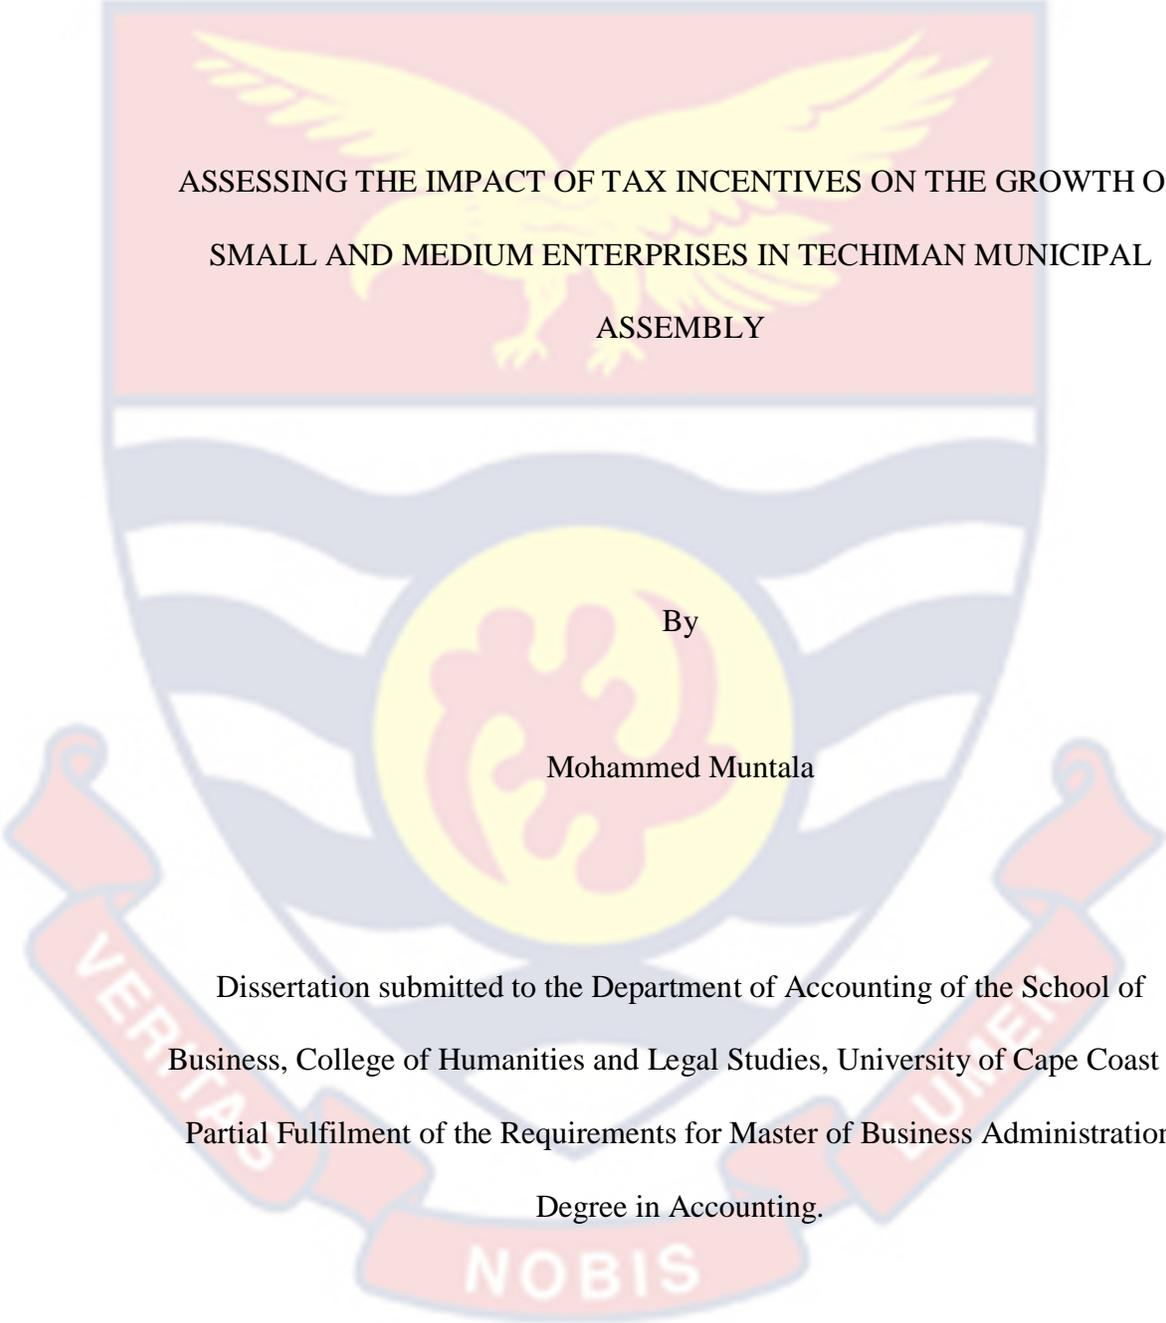 ASSESSING THE IMPACT OF TAX INCENTIVES ON THE GROWTH O
SMALL AND MEDIUM ENTERPRISES IN TECHIMAN MUNICIPAL
ASSEMBLY
By
Mohammed Muntala
Dissertation submitted to the Department of Accounting of the School of
Business, College of Humanities and Legal Studies, University of Cape Coast
Partial Fulfilment of the Requirements for Master of Business Administration
Degree in Accounting.
VERITAS
NOBIS
LUMEN